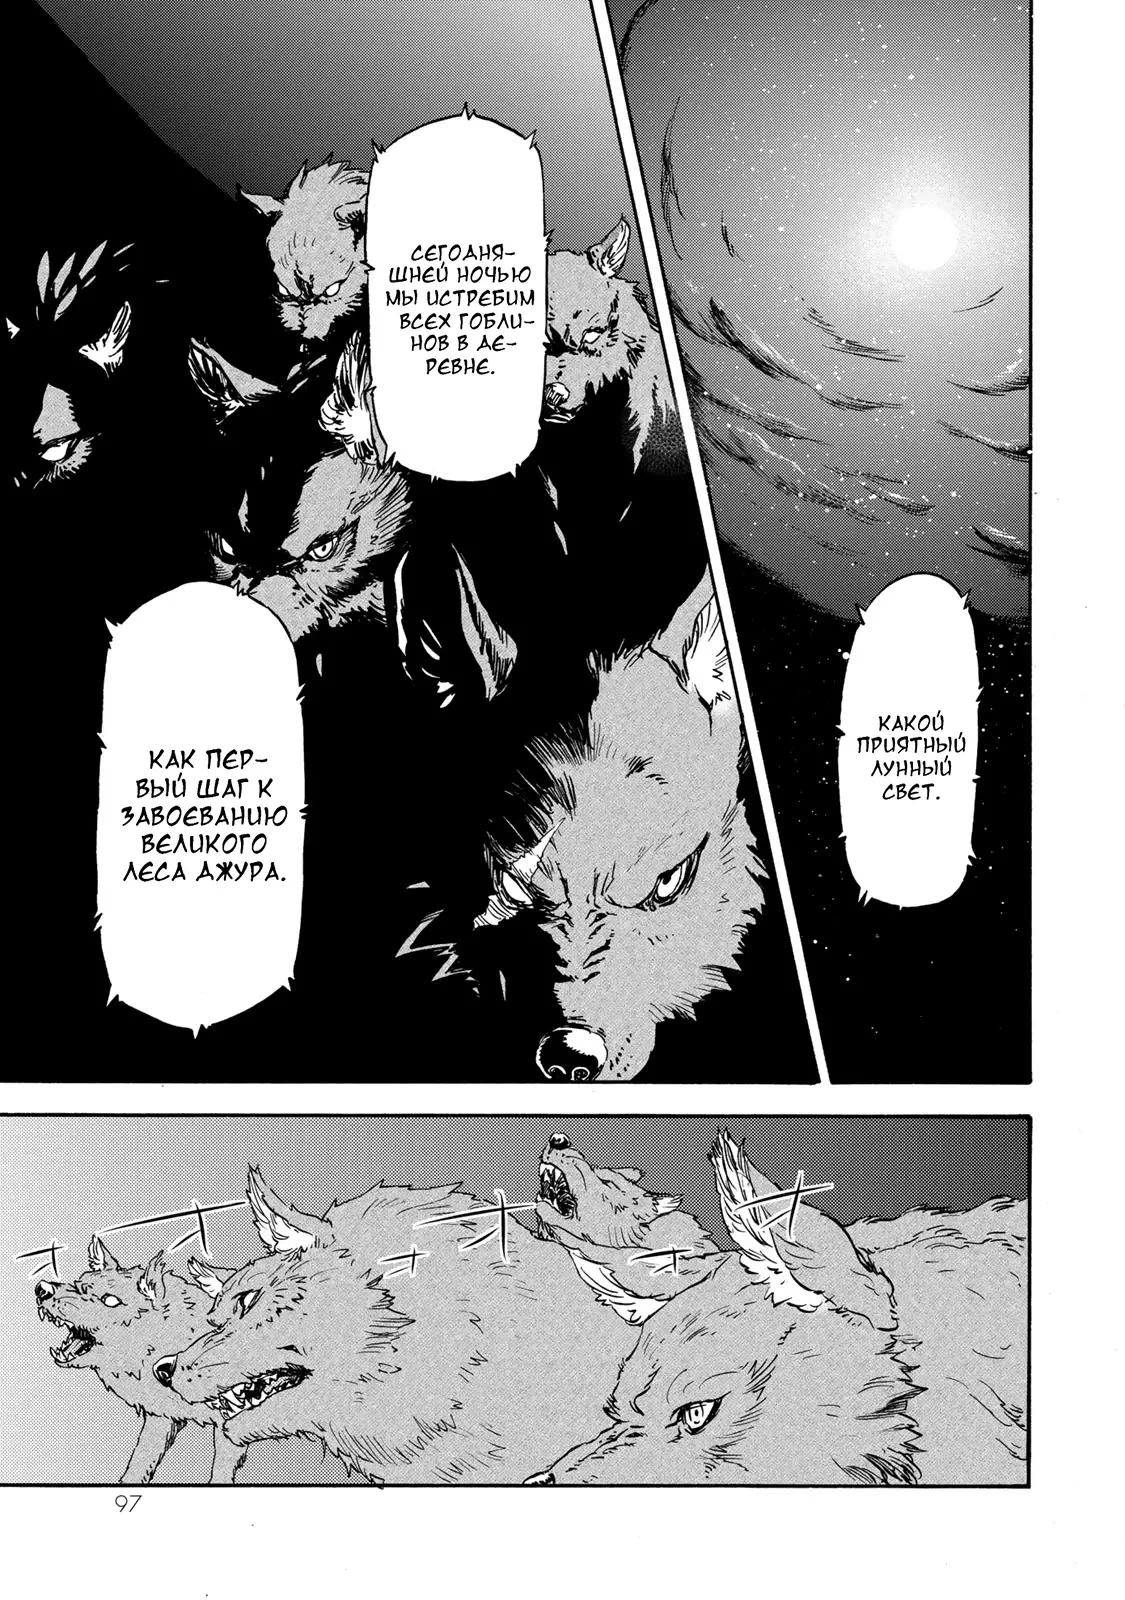 КАКОЙ
ПРИЯТНЫЙ
ЛУННЫЙ
СВЕТ.
СЕГОДНЯ-
ШНЕЙ НОЧЬЮ
МЫ ИСТРЕБИМ
ВСЕХ ГОБЛИ-
НОВ В ДЕ-
РЕВНЕ.
КАК ПЕР-
ВЫЙ ШАГ К
ЗАВОЕВАНИЮ
ВЕЛИКОГО
ЛЕСА ДЖУРА.
97